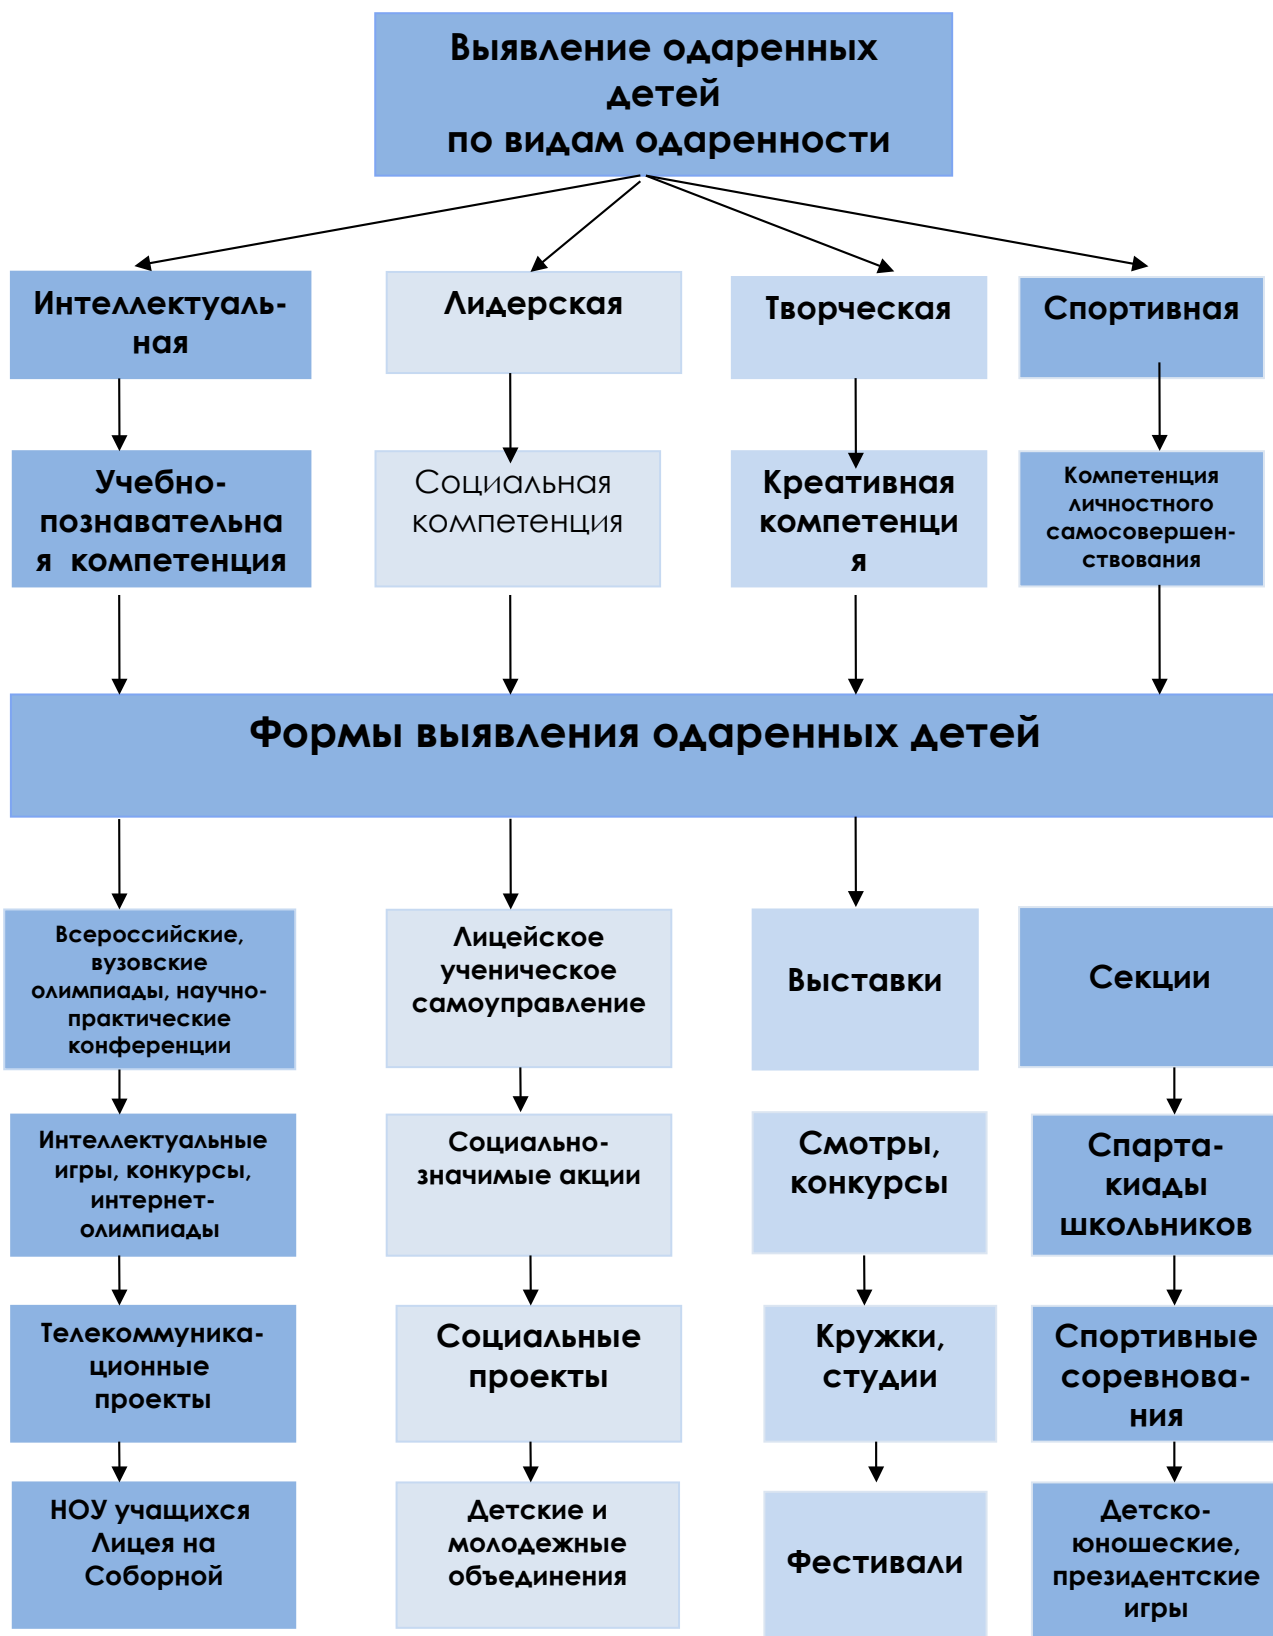 Выявление одаренных
детей
по видам одаренности
Интеллектуаль-
ная
Лидерская
Творческая
Спортивная
Учебно-
познавательна
я компетенция
Социальная
компетенция
Креативная
компетенци
я
Компетенция
личностного
самосовершен-
ствования
Формы выявления одаренных детей
Всероссийские,
вузовские
олимпиады, научно-
практические
конференции
Лицейское
ученическое
самоуправление
Выставки
Секции
Интеллектуальные
игры, конкурсы,
интернет-
олимпиады
Социально-
значимые акции
Смотры,
конкурсы
Спарта-
киады
школьников
Телекоммуника-
ционные
проекты
Социальные
проекты
Кружки,
студии
Спортивные
соревнова-
ния
НОУ учащихся
Лицея на
Соборной
Детские и
молодежные
объединения
Фестивали
Детско-
юношеские,
президентские
игры